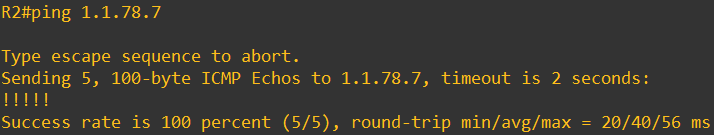 R2#ping 1.1.78.7
Type escape sequence to abort.
Sending 5, 100-byte ICMP Echos to 1.1.78.7, timeout is 2 seconds:
!!!!!
Success rate is 100 percent (5/5), round-trip min/avg/max = 20/40/56 ms